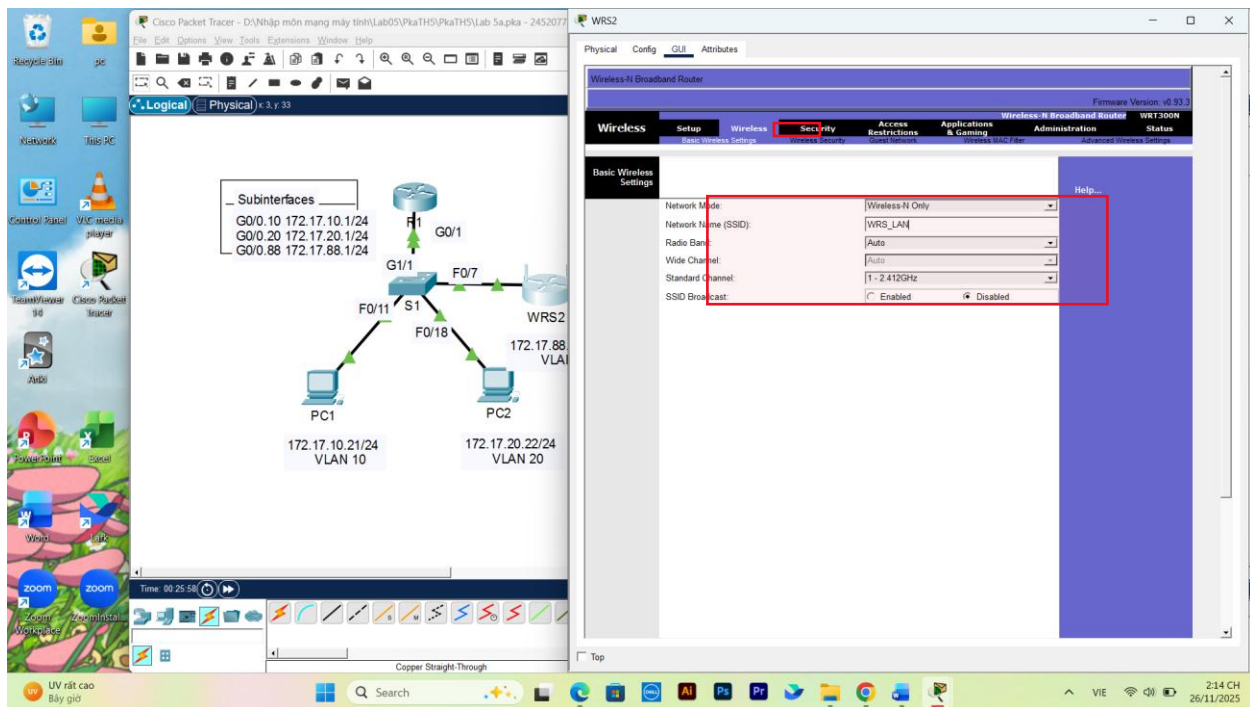 Cisco Packet Tracer - D:\Nhập môn mạng máy tính\Lab05\PkaTH5\PkaTH5\Lab 5a.pka - 2452077
File Edit Options View Tools Extensions Window Help
Logical Physical x: 3, y: 33
Recycle Bin
pc
Network
This PC
Control Panel
VLC media player
TeamViewer
Cisco Packet Tracer
Anki
PowerPoint
Excel
Word
Lark
zoom
zoom
Zoom Workplace
Subinterfaces
G0/0.10 172.17.10.1/24
G0/0.20 172.17.20.1/24
G0/0.88 172.17.88.1/24
R1
G0/1
G1/1
F0/7
F0/11
S1
F0/18
WRS2
172.17.88.
VLA
PC1
PC2
172.17.10.21/24
VLAN 10
172.17.20.22/24
VLAN 20
Time: 00:25:58
Copper Straight-Through
WRS2
Physical Config GUI Attributes
Wireless-N Broadband Router
Firmware Version: v0.93.3
Wireless-N Broadband Router WRT300N
Wireless
Setup Wireless Security Access Restrictions Applications & Gaming Administration Status
Basic Wireless Settings Wireless Security Guest Network Wireless MAC Filter Advanced Wireless Settings
Basic Wireless
Settings
Help...
Network Mode: Wireless-N Only
Network Name (SSID): WRS_LAN
Radio Band: Auto
Wide Channel: Auto
Standard Channel: 1 - 2.412GHz
SSID Broadcast: Enabled Disabled
Top
UV
UV rất cao
Bây giờ
Search
DELL
Ai
Ps
Pr
VIE
2:14 CH
26/11/2025